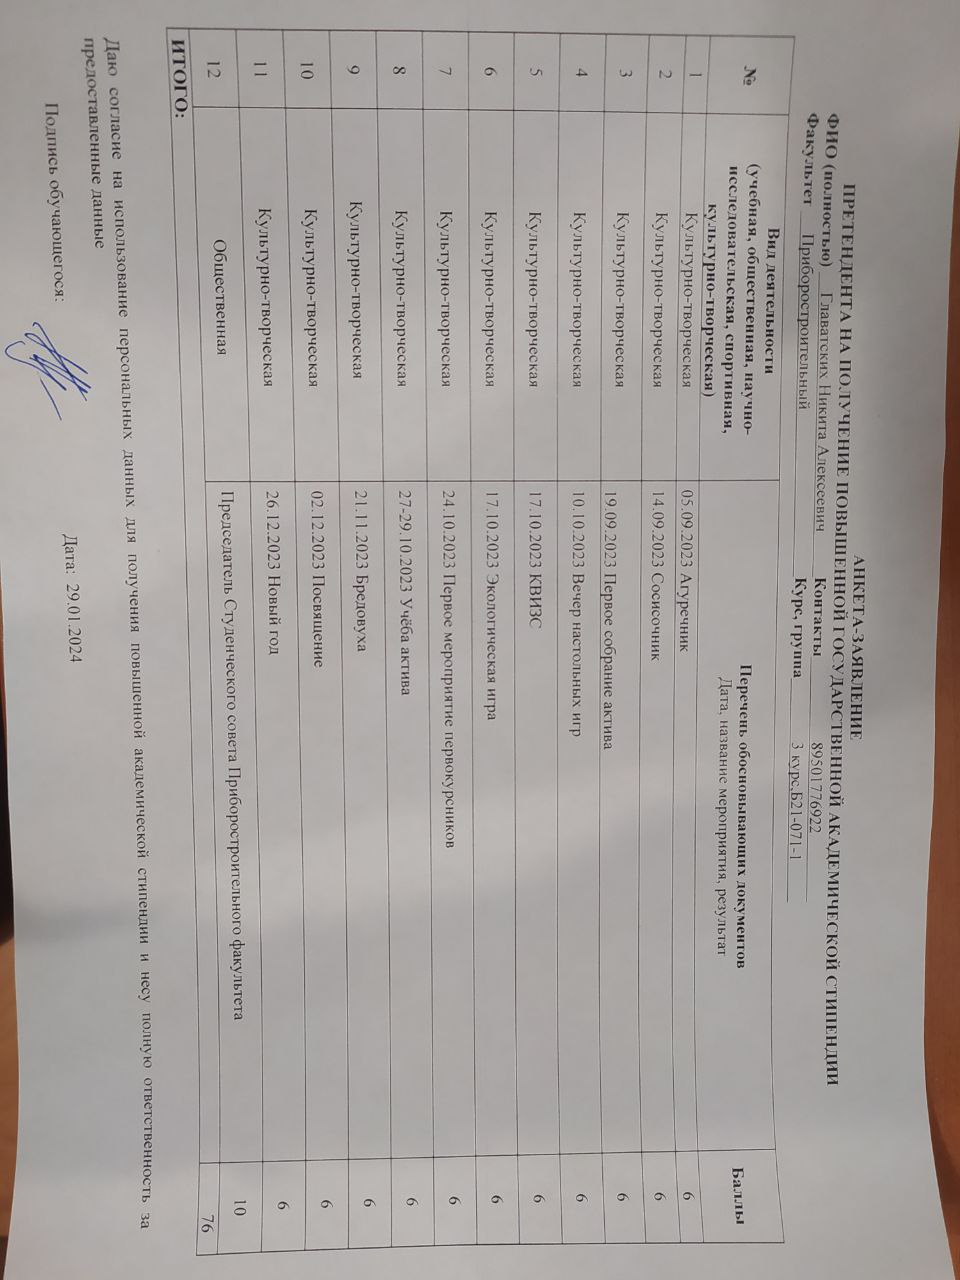 АНКЕТА-ЗАЯВЛЕНИЕ
ПРЕТЕНДЕНТА НА ПОЛУЧЕНИЕ ПОВЫШЕННОЙ ГОСУДАРСТВЕННОЙ АКАДЕМИЧЕСКОЙ СТИПЕНДИИ
ФИО (полностью) Главатских Никита Алексеевич Контакты 89501776922
Факультет Приборостроительный Курс, группа 3 курс,Б21-071-1
№
Вид деятельности
(учебная, общественная, научно-
исследовательская, спортивная,
культурно-творческая)
Перечень обосновывающих документов
Дата, название мероприятия, результат
Баллы
1 Культурно-творческая 05.09.2023 Агуречник 6
2 Культурно-творческая 14.09.2023 Сосисочник 6
3 Культурно-творческая 19.09.2023 Первое собрание актива 6
4 Культурно-творческая 10.10.2023 Вечер настольных игр 6
5 Культурно-творческая 17.10.2023 КВИЗС 6
6 Культурно-творческая 17.10.2023 Экологическая игра 6
7 Культурно-творческая 24.10.2023 Первое мероприятие первокурсников 6
8 Культурно-творческая 27-29.10.2023 Учёба актива 6
9 Культурно-творческая 21.11.2023 Бредовуха 6
10 Культурно-творческая 02.12.2023 Посвящение 6
11 Культурно-творческая 26.12.2023 Новый год 6
12 Общественная Председатель Студенческого совета Приборостроительного факультета 10
ИТОГО: 76
Даю согласие на использование персональных данных для получения повышенной академической стипендии и несу полную ответственность за
предоставленные данные
Подпись обучающегося: Дата: 29.01.2024